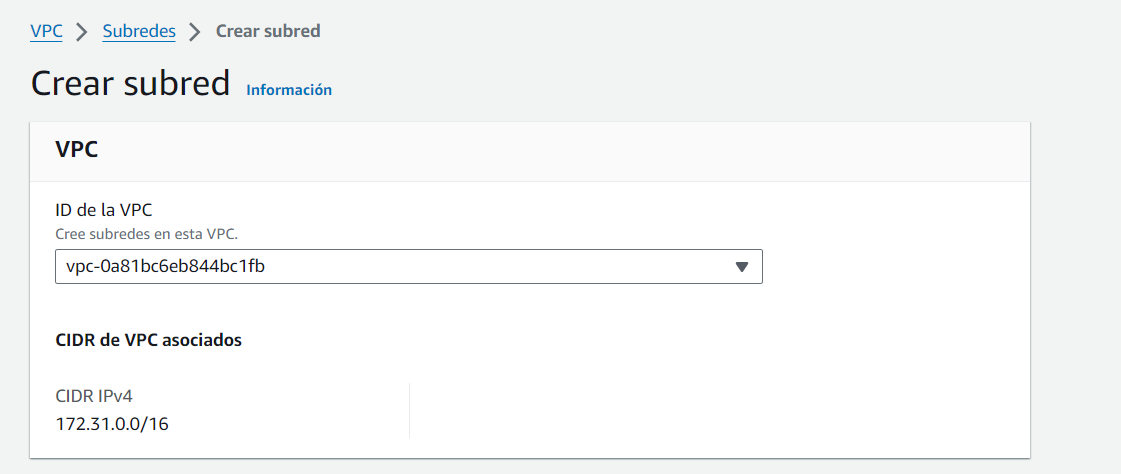 VPC > Subredes > Crear subred
Crear subred Información
VPC
ID de la VPC
Cree subredes en esta VPC.
vpc-0a81bc6eb844bc1fb
CIDR de VPC asociados
CIDR IPv4
172.31.0.0/16